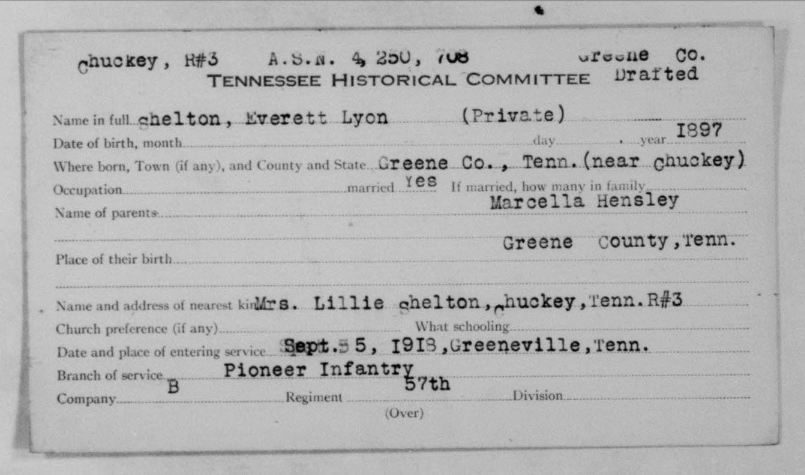 Chuckey, R#3 A.S.N. 4, 250, 708 Greene Co.
TENNESSEE HISTORICAL COMMITTEE Drafted
Name in full Shelton, Everett Lyon (Private)
Date of birth, month day year 1897
Where born, Town (if any), and County and State Greene Co., Tenn. (near Chuckey)
Occupation married Yes If married, how many in family
Name of parents Marcella Hensley
Greene County, Tenn.
Place of their birth
Name and address of nearest kin Mrs. Lillie Shelton, Chuckey, Tenn. R#3
Church preference (if any) What schooling
Date and place of entering service Sept. 5, 1918, Greeneville, Tenn.
Branch of service Pioneer Infantry
Company B Regiment 57th Division
(Over)